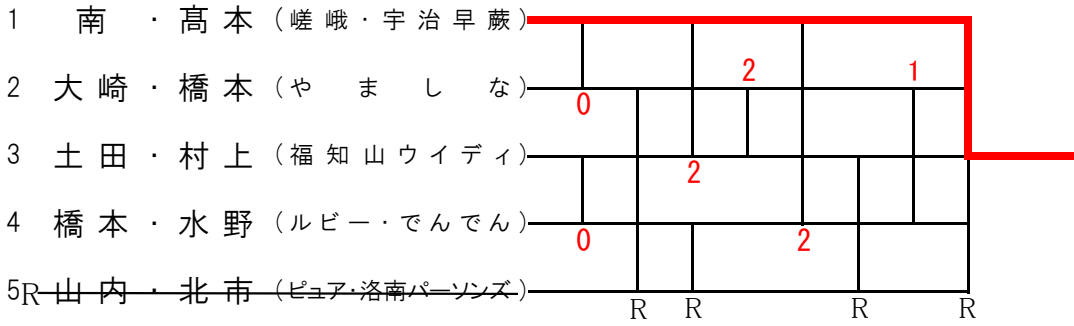 1 南 ・ 髙本 (嵯峨・宇治早蕨)
2 大崎・橋本 (やましな)
2 1
0
3 土田・村上 (福知山ウイディ)
2
4 橋本・水野 (ルビー・でんでん)
0 2
5R 山内・北市 (ピュア・洛南パーソンズ)
R R R R